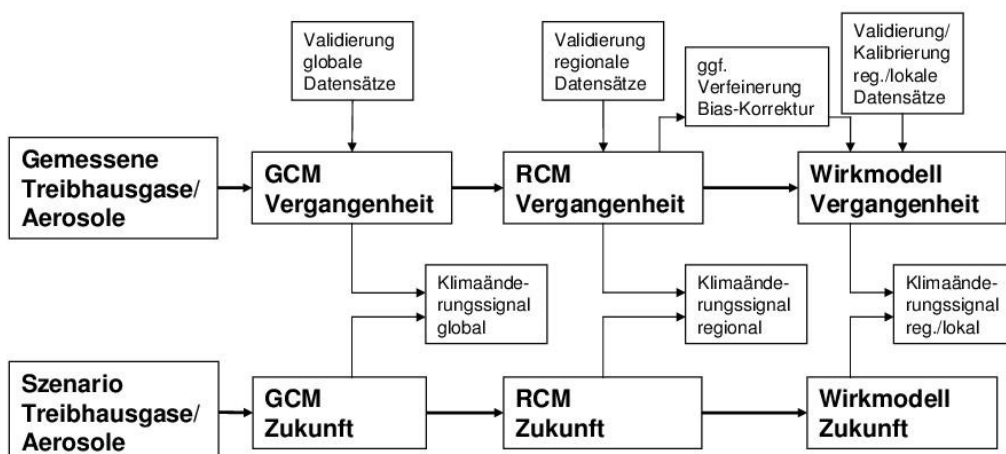 Validierung
globale
Datensätze
Validierung
regionale
Datensätze
ggf.
Verfeinerung
Bias-Korrektur
Validierung/
Kalibrierung
reg./lokale
Datensätze
Gemessene
Treibhausgase/
Aerosole
GCM
Vergangenheit
RCM
Vergangenheit
Wirkmodell
Vergangenheit
Klimaände-
rungssignal
global
Klimaände-
rungssignal
regional
Klimaände-
rungssignal
reg./lokal
Szenario
Treibhausgase/
Aerosole
GCM
Zukunft
RCM
Zukunft
Wirkmodell
Zukunft